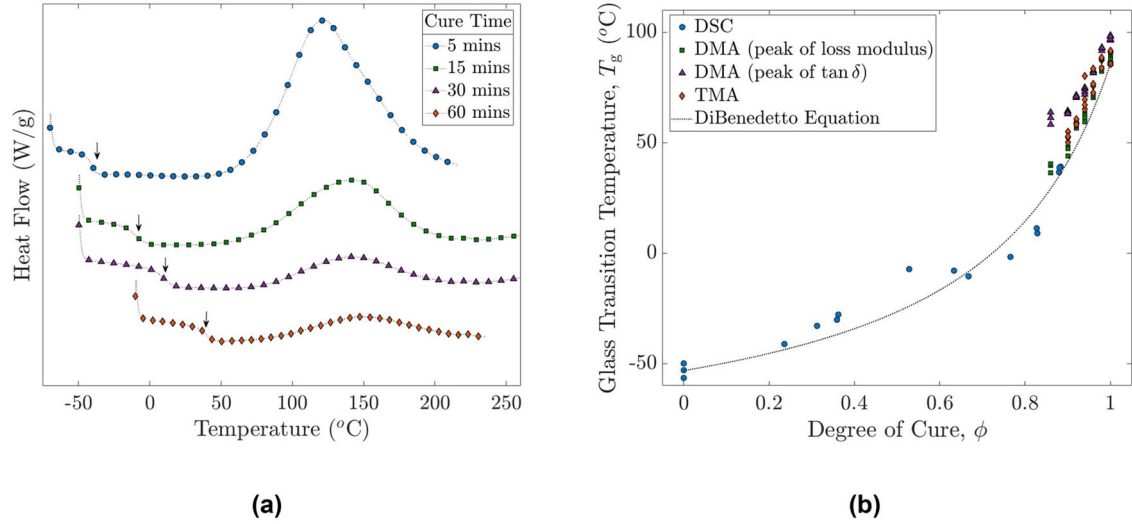 Cure Time
5 mins
15 mins
30 mins
60 mins
Heat Flow (W/g)
-50 0 50 100 150 200 250
Temperature (°C)
(a)
DSC
DMA (peak of loss modulus)
DMA (peak of tan δ)
TMA
DiBenedetto Equation
Glass Transition Temperature, Tg (°C)
100
50
0
-50
0 0.2 0.4 0.6 0.8 1
Degree of Cure, ϕ
(b)